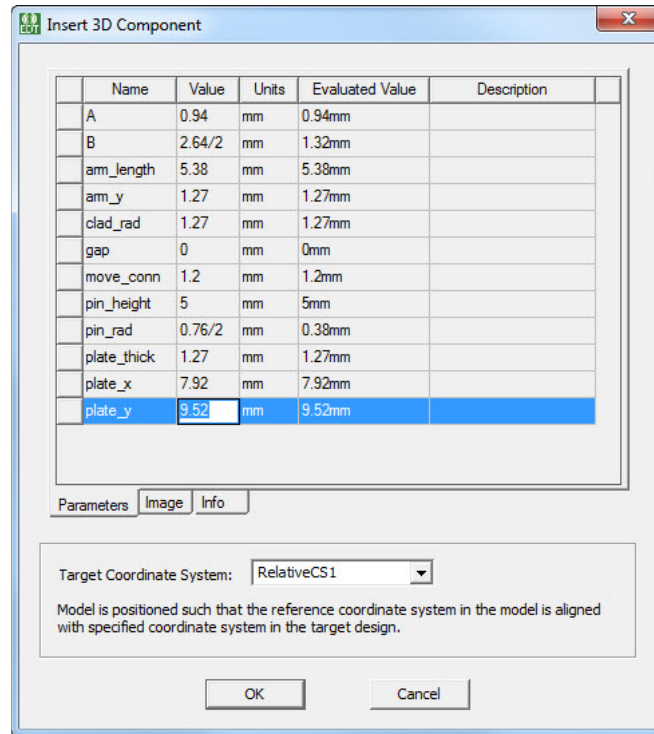 EDT Insert 3D Component X
Name Value Units Evaluated Value Description
A 0.94 mm 0.94mm
B 2.64/2 mm 1.32mm
arm_length 5.38 mm 5.38mm
arm_y 1.27 mm 1.27mm
clad_rad 1.27 mm 1.27mm
gap 0 mm 0mm
move_conn 1.2 mm 1.2mm
pin_height 5 mm 5mm
pin_rad 0.76/2 mm 0.38mm
plate_thick 1.27 mm 1.27mm
plate_x 7.92 mm 7.92mm
plate_y 9.52 mm 9.52mm
Parameters Image Info
Target Coordinate System: RelativeCS1
Model is positioned such that the reference coordinate system in the model is aligned
with specified coordinate system in the target design.
OK Cancel